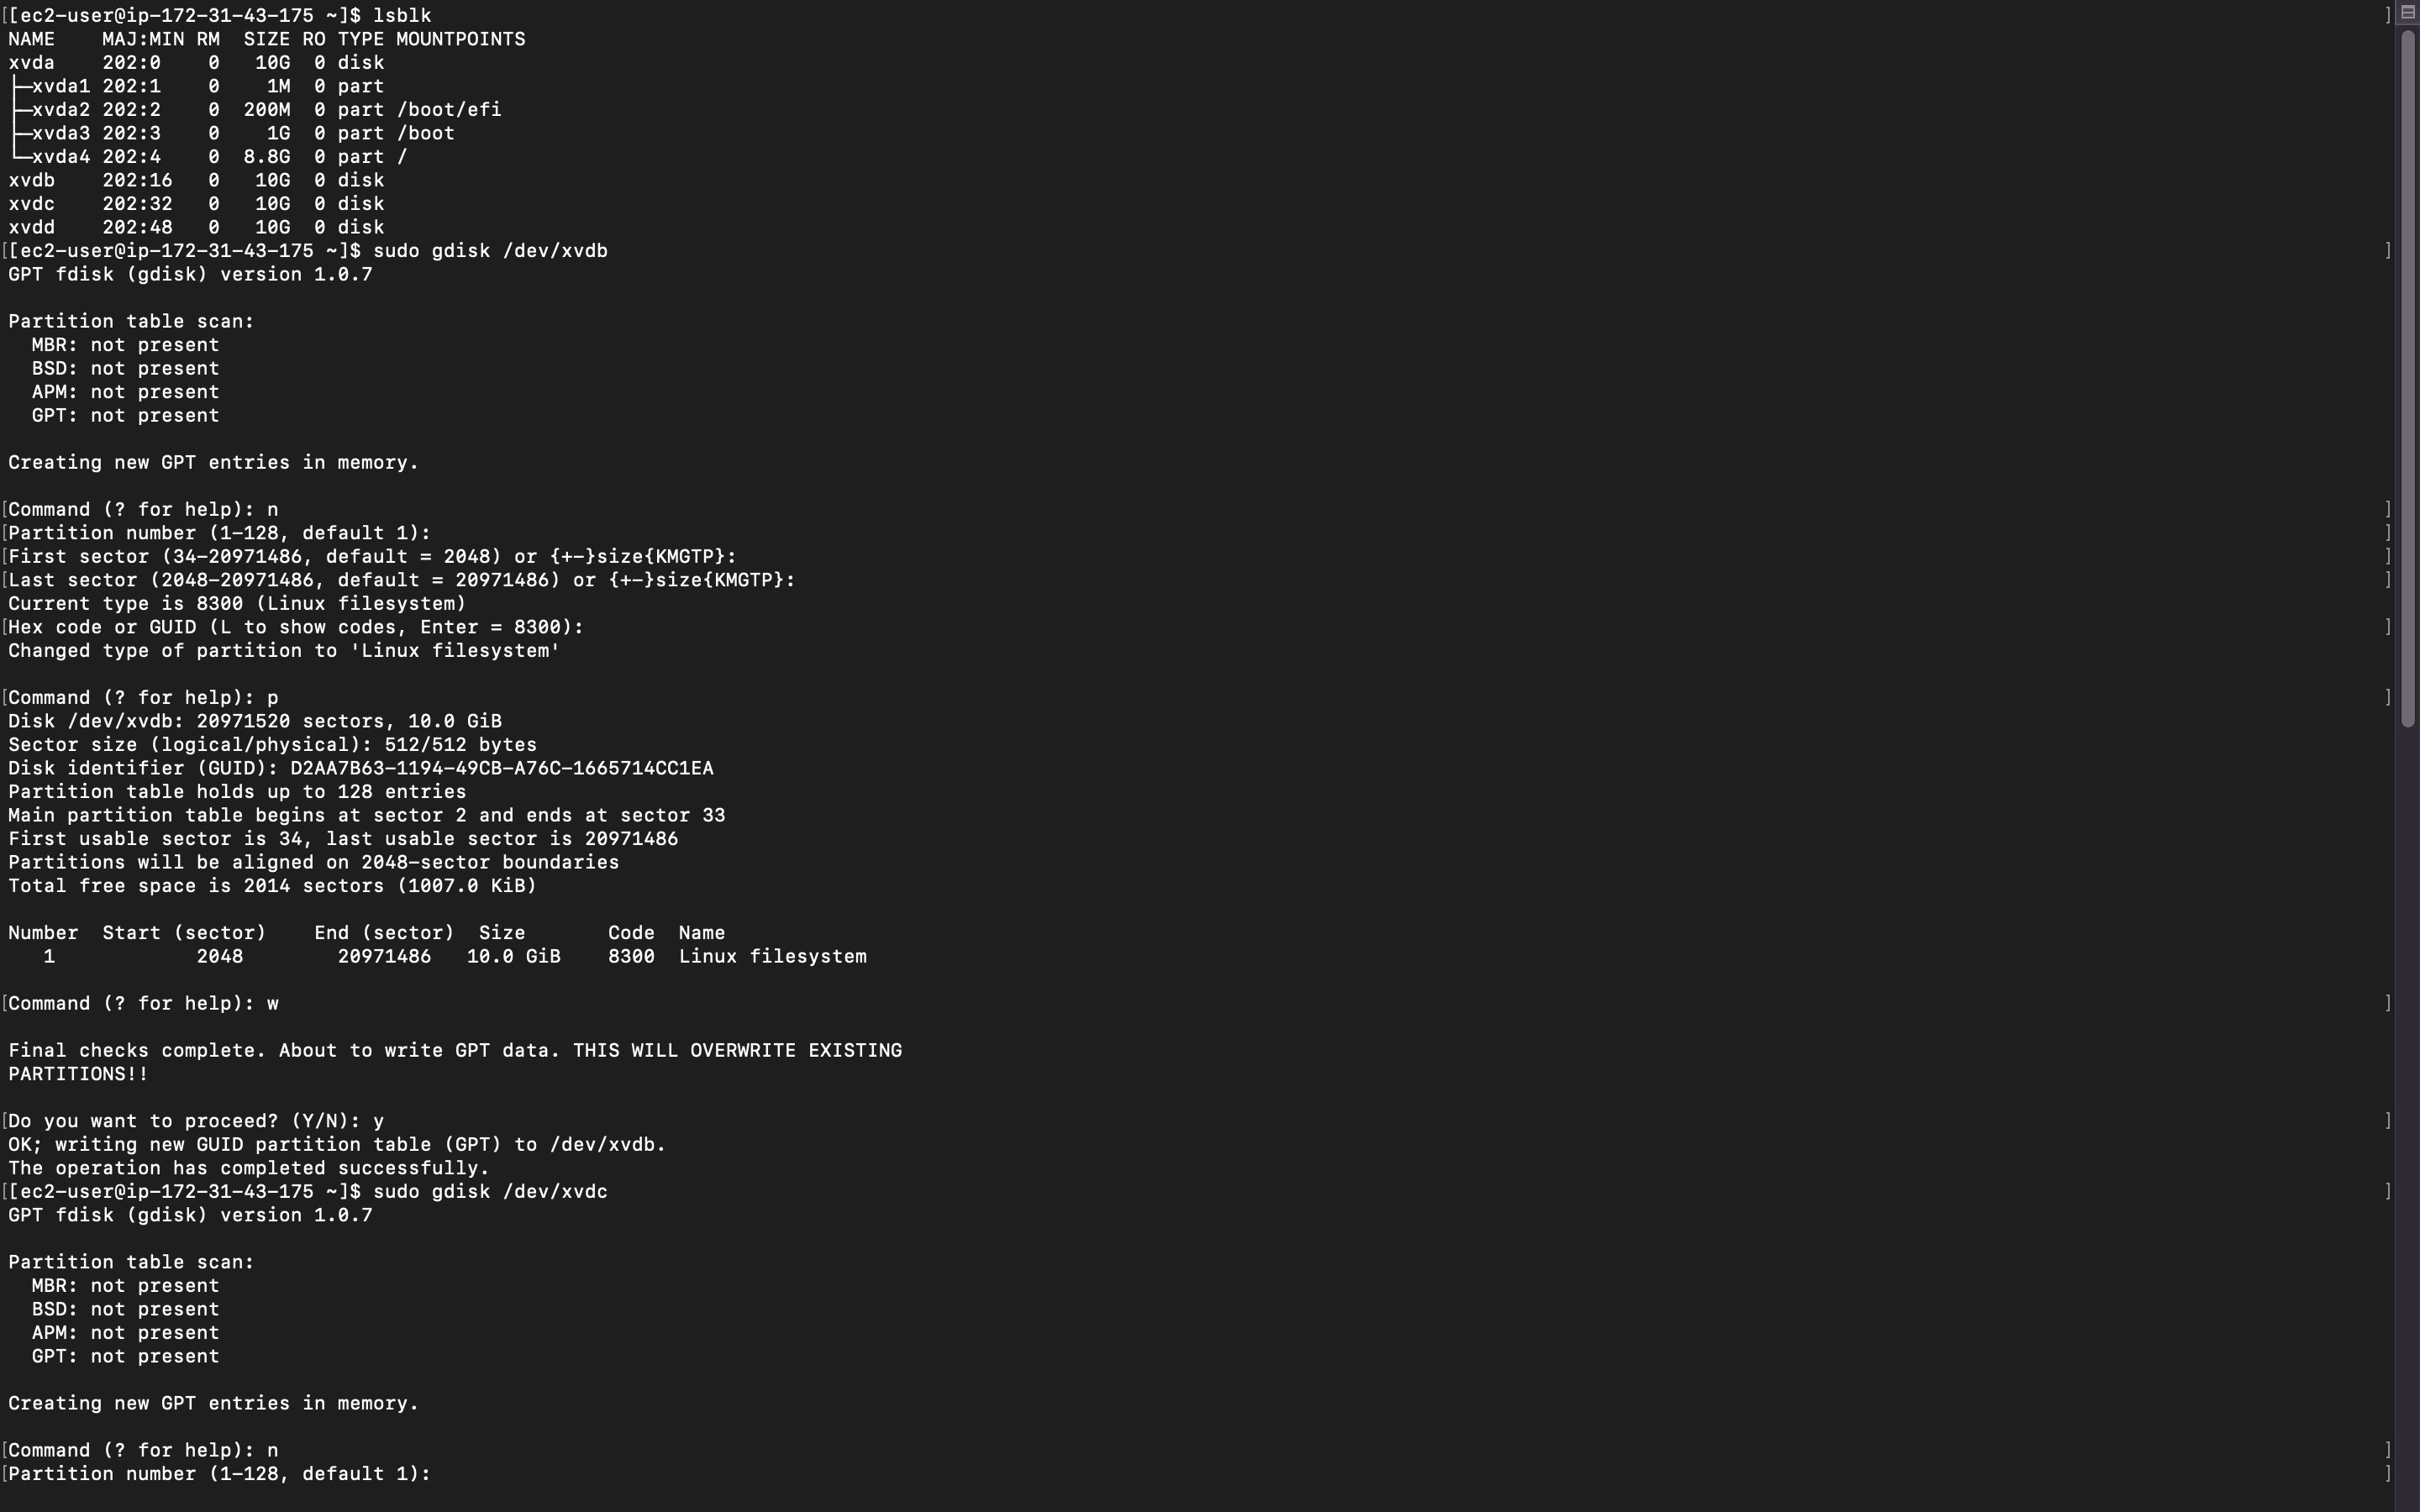 [[ec2-user@ip-172-31-43-175 ~]$ lsblk ]
NAME    MAJ:MIN RM  SIZE RO TYPE MOUNTPOINTS
xvda    202:0    0   10G  0 disk
├─xvda1 202:1    0    1M  0 part
├─xvda2 202:2    0  200M  0 part /boot/efi
├─xvda3 202:3    0    1G  0 part /boot
└─xvda4 202:4    0  8.8G  0 part /
xvdb    202:16   0   10G  0 disk
xvdc    202:32   0   10G  0 disk
xvdd    202:48   0   10G  0 disk
[[ec2-user@ip-172-31-43-175 ~]$ sudo gdisk /dev/xvdb ]
GPT fdisk (gdisk) version 1.0.7
Partition table scan:
  MBR: not present
  BSD: not present
  APM: not present
  GPT: not present
Creating new GPT entries in memory.
[Command (? for help): n ]
[Partition number (1-128, default 1): ]
[First sector (34-20971486, default = 2048) or {+-}size{KMGTP}: ]
[Last sector (2048-20971486, default = 20971486) or {+-}size{KMGTP}: ]
Current type is 8300 (Linux filesystem)
[Hex code or GUID (L to show codes, Enter = 8300): ]
Changed type of partition to 'Linux filesystem'
[Command (? for help): p ]
Disk /dev/xvdb: 20971520 sectors, 10.0 GiB
Sector size (logical/physical): 512/512 bytes
Disk identifier (GUID): D2AA7B63-1194-49CB-A76C-1665714CC1EA
Partition table holds up to 128 entries
Main partition table begins at sector 2 and ends at sector 33
First usable sector is 34, last usable sector is 20971486
Partitions will be aligned on 2048-sector boundaries
Total free space is 2014 sectors (1007.0 KiB)
Number  Start (sector)    End (sector)  Size       Code  Name
   1            2048        20971486   10.0 GiB    8300  Linux filesystem
[Command (? for help): w ]
Final checks complete. About to write GPT data. THIS WILL OVERWRITE EXISTING
PARTITIONS!!
[Do you want to proceed? (Y/N): y ]
OK; writing new GUID partition table (GPT) to /dev/xvdb.
The operation has completed successfully.
[[ec2-user@ip-172-31-43-175 ~]$ sudo gdisk /dev/xvdc ]
GPT fdisk (gdisk) version 1.0.7
Partition table scan:
  MBR: not present
  BSD: not present
  APM: not present
  GPT: not present
Creating new GPT entries in memory.
[Command (? for help): n ]
[Partition number (1-128, default 1): ]